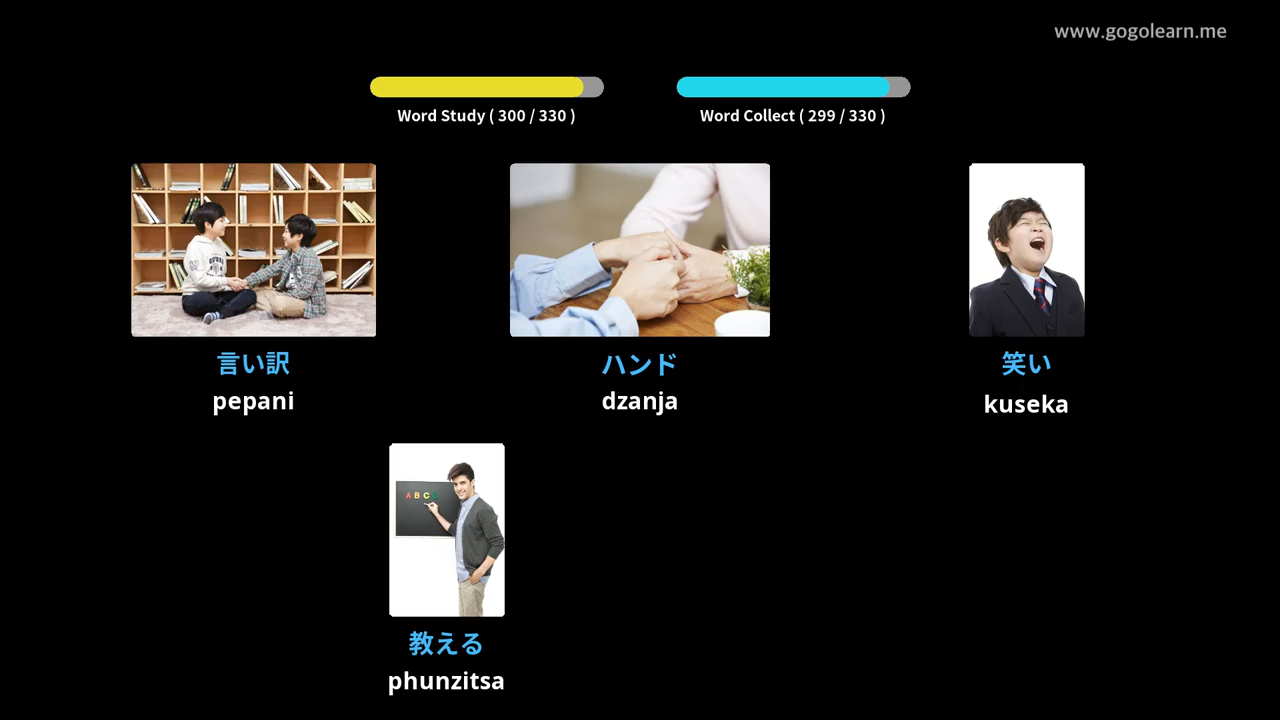 www.gogolearn.me
Word Study ( 300 / 330 )
Word Collect ( 299 / 330 )
言い訳
pepani
ハンド
dzanja
笑い
kuseka
A B C D
教える
phunzitsa